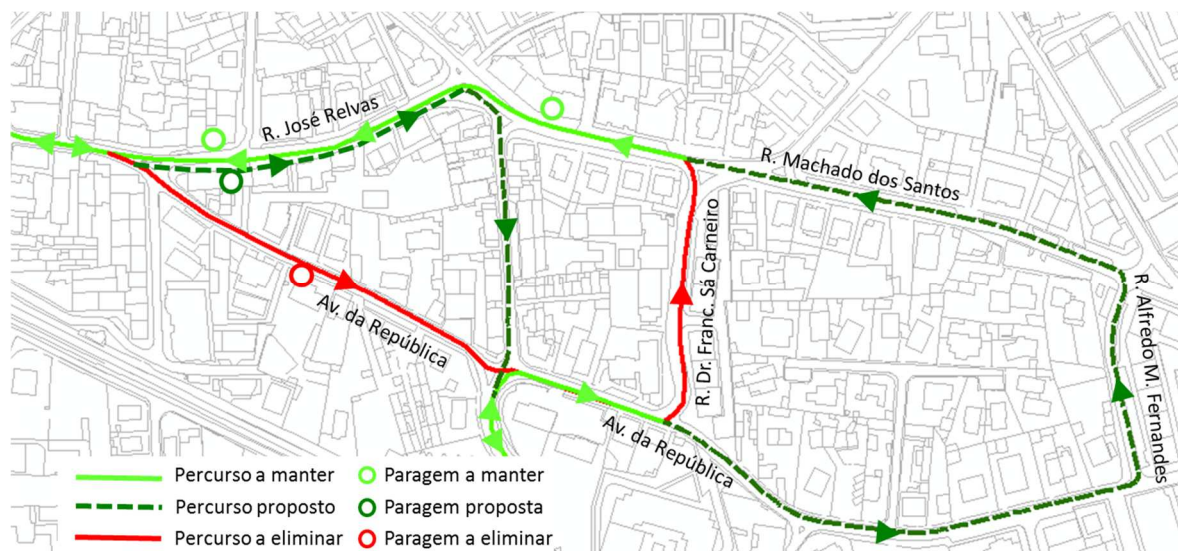 R. José Relvas
R. Machado dos Santos
R. Dr. Franc. Sá Carneiro
R. Alfredo M. Fernandes
Av. da República
Av. da República
Percurso a manter
Paragem a manter
Percurso proposto
Paragem proposta
Percurso a eliminar
Paragem a eliminar